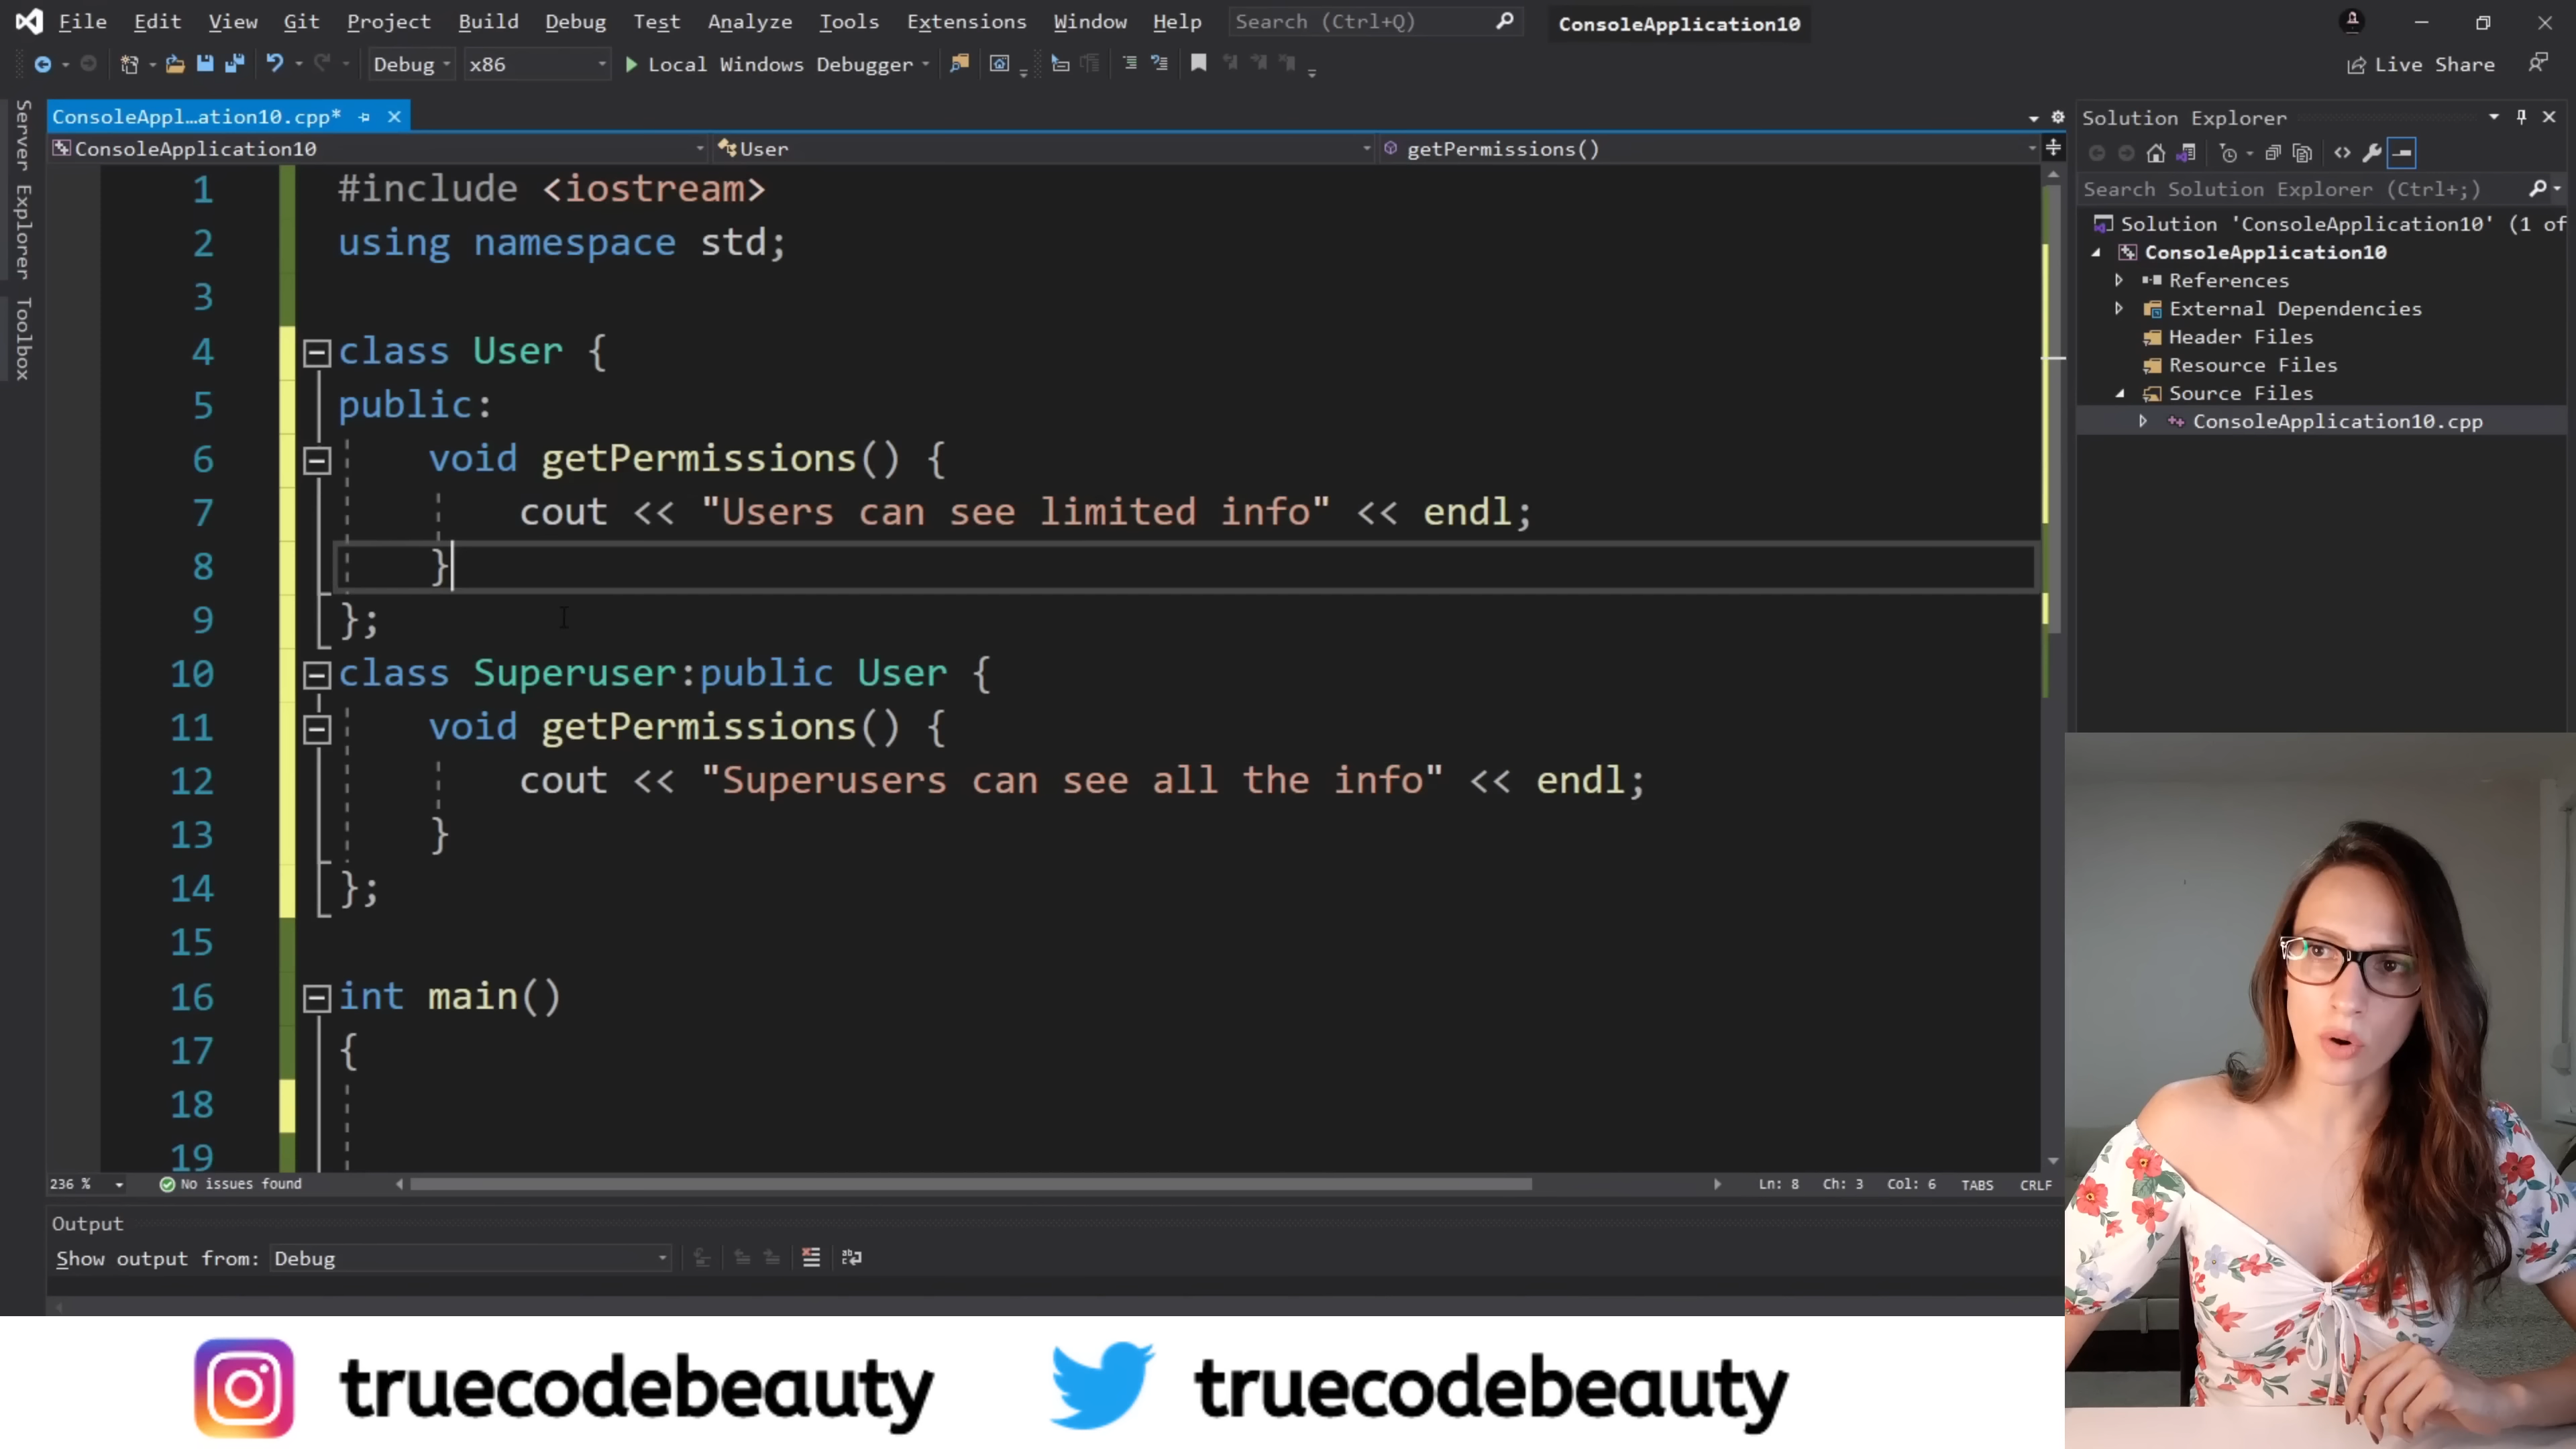 File Edit View Git Project Build Debug Test Analyze Tools Extensions Window Help Search (Ctrl+Q) ConsoleApplication10
Debug x86 Local Windows Debugger Live Share
Server Explorer
Toolbox
ConsoleAppl...ation10.cpp*
ConsoleApplication10 User getPermissions()
1 #include <iostream>
2 using namespace std;
3
4 class User {
5 public:
6 void getPermissions() {
7 cout << "Users can see limited info" << endl;
8 }
9 };
10 class Superuser:public User {
11 void getPermissions() {
12 cout << "Superusers can see all the info" << endl;
13 }
14 };
15
16 int main()
17 {
18
19
236 % No issues found Ln: 8 Ch: 3 Col: 6 TABS CRLF
Output
Show output from: Debug
Solution Explorer
Search Solution Explorer (Ctrl+;)
Solution 'ConsoleApplication10' (1 of
ConsoleApplication10
References
External Dependencies
Header Files
Resource Files
Source Files
ConsoleApplication10.cpp
truecodebeauty truecodebeauty